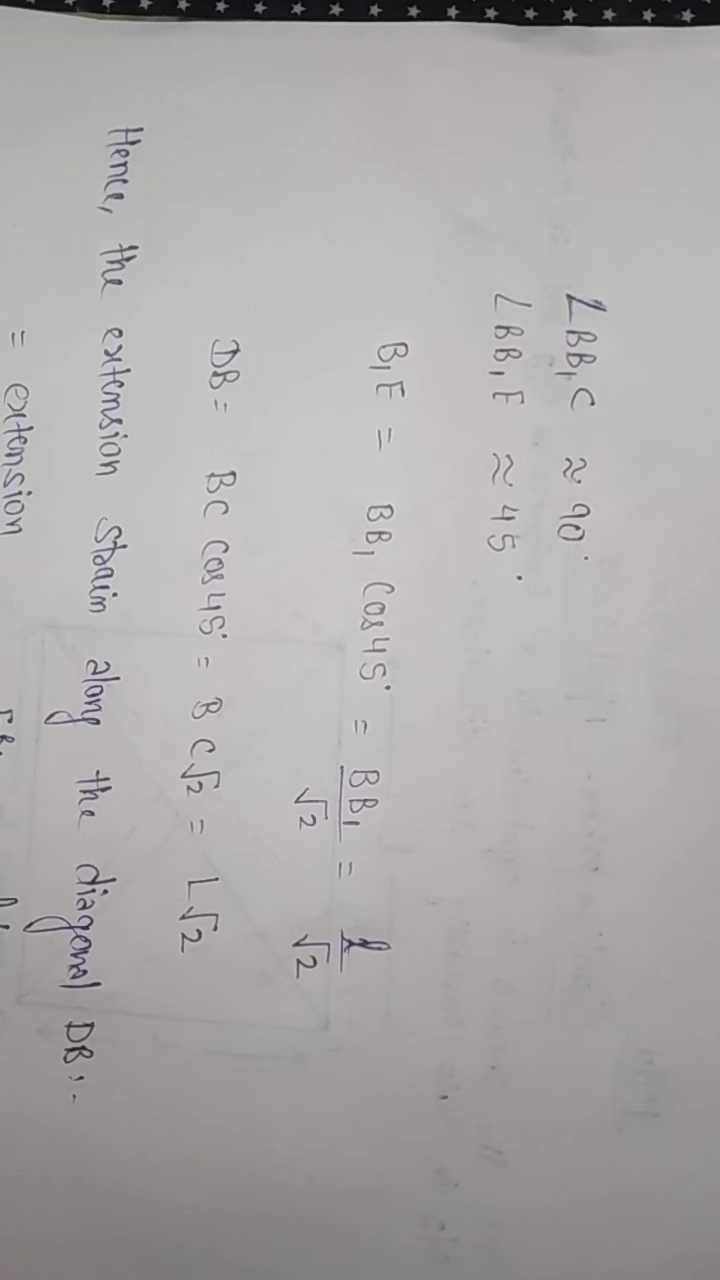 ∠BB₁C ≈ 90°
∠BB₁E ≈ 45°
B₁E = BB₁ Cos45° = BB₁/√2 = l/√2
DB = BC Cos45° = BC√2 = L√2
Hence, the extension strain along the diagonal DB:-
= extension